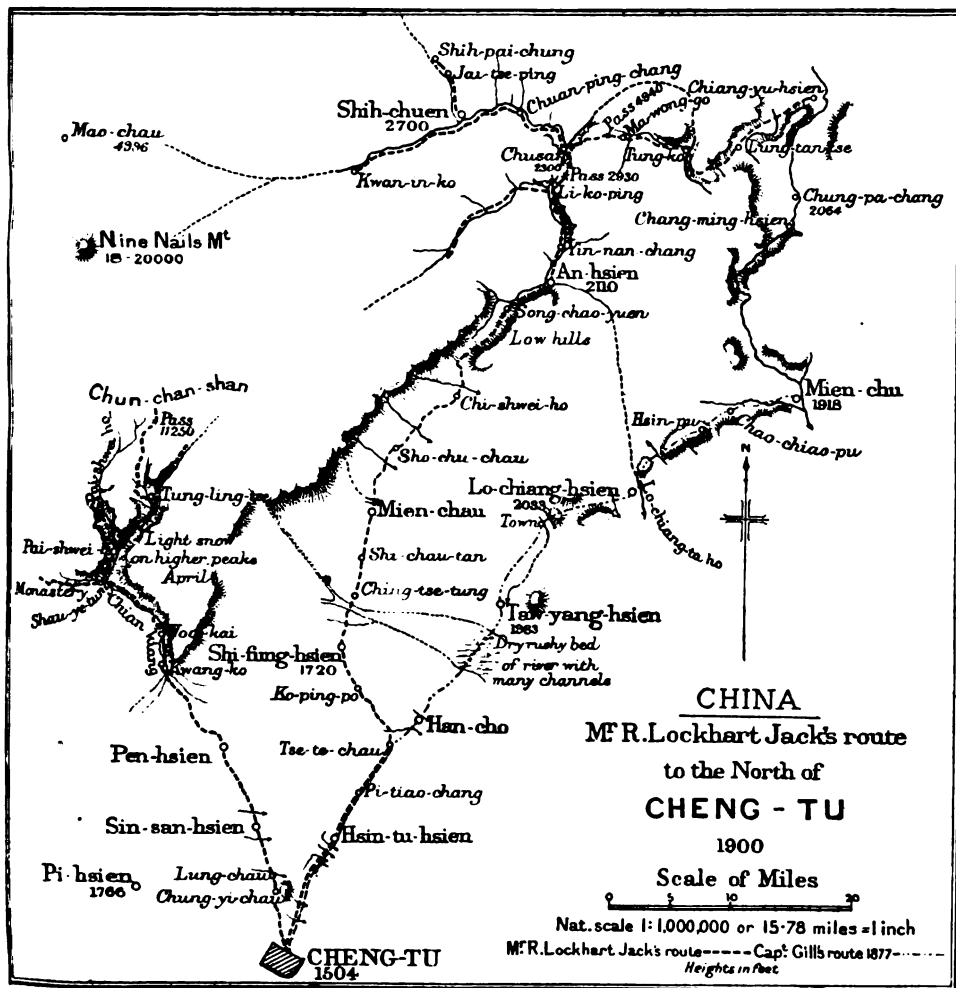 Shih-pai-chung
Jai-tse-ping
Chuan-ping-chang
Chiang-yu-hsien
Shih-chuen
2700
Pass 4940
Ma-wong-go
Mao-chau
4996
Chusan
2300
Tung-ko
Tung-tan-tse
Kwan-in-ko
Pass 2930
Li-ko-ping
Chung-pa-chang
2064
Chang-ming-hsien
Nine Nails Mt
18-20000
Yin-nan-chang
An-hsien
2110
Song-chao-yuen
Low hills
Chun-chan-shan
Pass
11250
Chi-shwei-ho
Mien-chu
1918
Hsin-pu
Chao-chiao-pu
Pai-shwei ho
Sho-chu-chau
N
Tung-ling-tse
Lo-chiang-hsien
2033
Town
Lo-chiang-ta ho
Mien-chau
Pai-shwei
Light snow
on higher peaks
April
Shi-chau-tan
Monastery
Shau-ye-tung
Chian
Ching-tse-tung
Taw-yang-hsien
1963
Kwang-ko
Shi-fung-hsien
1720
Dry rushy bed
of river with
many channels
Ko-ping-po
Han-cho
Pen-hsien
Tse-to-chau
Pi-tiao-chang
Sin-san-hsien
Hsin-tu-hsien
Pi-hsien
1766
Lung-chau
Chung-yi-chau
CHENG-TU
1504
CHINA
Mr R. Lockhart Jack's route
to the North of
CHENG-TU
1900
Scale of Miles
0 5 10 20
Nat. scale 1:1,000,000 or 15·78 miles = 1 inch
Mr R. Lockhart Jack's route ------ Capt. Gill's route 1877 -·-·-·-
Heights in feet